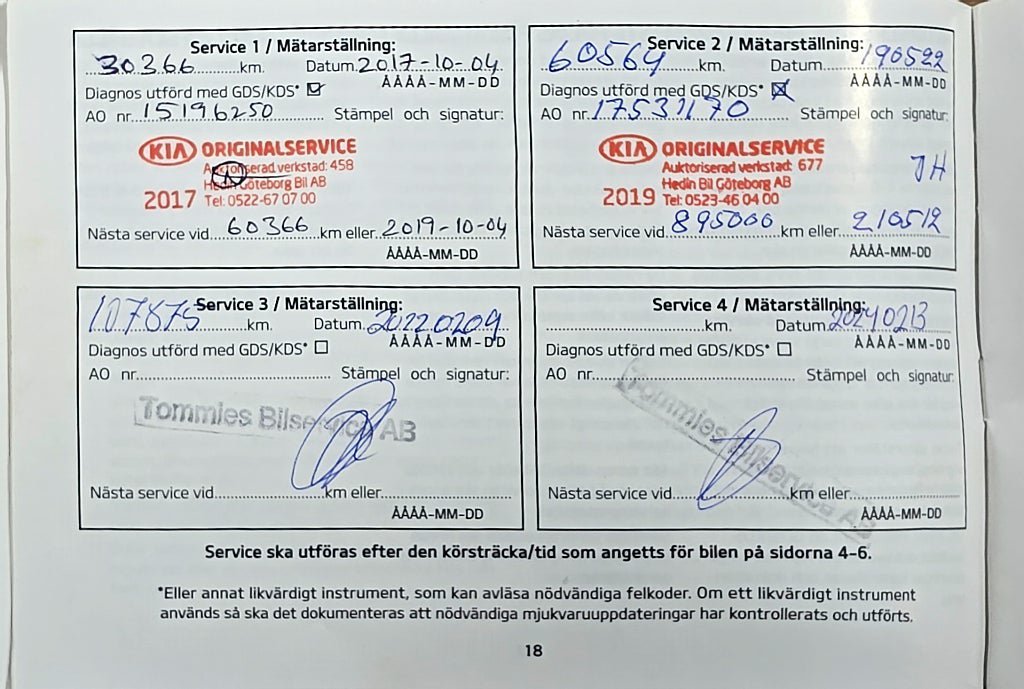 Service 1 / Mätarställning:
30366 km. Datum 2017-10-04
Diagnos utförd med GDS/KDS* ÅÅÅÅ-MM-DD
AO nr. 15196250 Stämpel och signatur:
KIA ORIGINALSERVICE
Auktoriserad verkstad: 458
Hedin Göteborg Bil AB
2017 Tel: 0522-67 07 00
Nästa service vid 60366 km eller 2019-10-04
ÅÅÅÅ-MM-DD
Service 2 / Mätarställning:
60564 km. Datum 190522
Diagnos utförd med GDS/KDS* ÅÅÅÅ-MM-DD
AO nr. 17531170 Stämpel och signatur:
KIA ORIGINALSERVICE
Auktoriserad verkstad: 677
JH
Hedin Bil Göteborg AB
2019 Tel: 0523-46 04 00
Nästa service vid 895000 km eller 210512
ÅÅÅÅ-MM-DD
Service 3 / Mätarställning:
107875 km. Datum 20220209
Diagnos utförd med GDS/KDS* ÅÅÅÅ-MM-DD
AO nr. Stämpel och signatur:
Tommies Bilservice AB
Nästa service vid km eller
ÅÅÅÅ-MM-DD
Service 4 / Mätarställning:
km. Datum 20240213
Diagnos utförd med GDS/KDS* ÅÅÅÅ-MM-DD
AO nr. Stämpel och signatur:
Tommies Bilservice AB
Nästa service vid km eller
ÅÅÅÅ-MM-DD
Service ska utföras efter den körsträcka/tid som angetts för bilen på sidorna 4-6.
*Eller annat likvärdigt instrument, som kan avläsa nödvändiga felkoder. Om ett likvärdigt instrument
används så ska det dokumenteras att nödvändiga mjukvaruuppdateringar har kontrollerats och utförts.
18